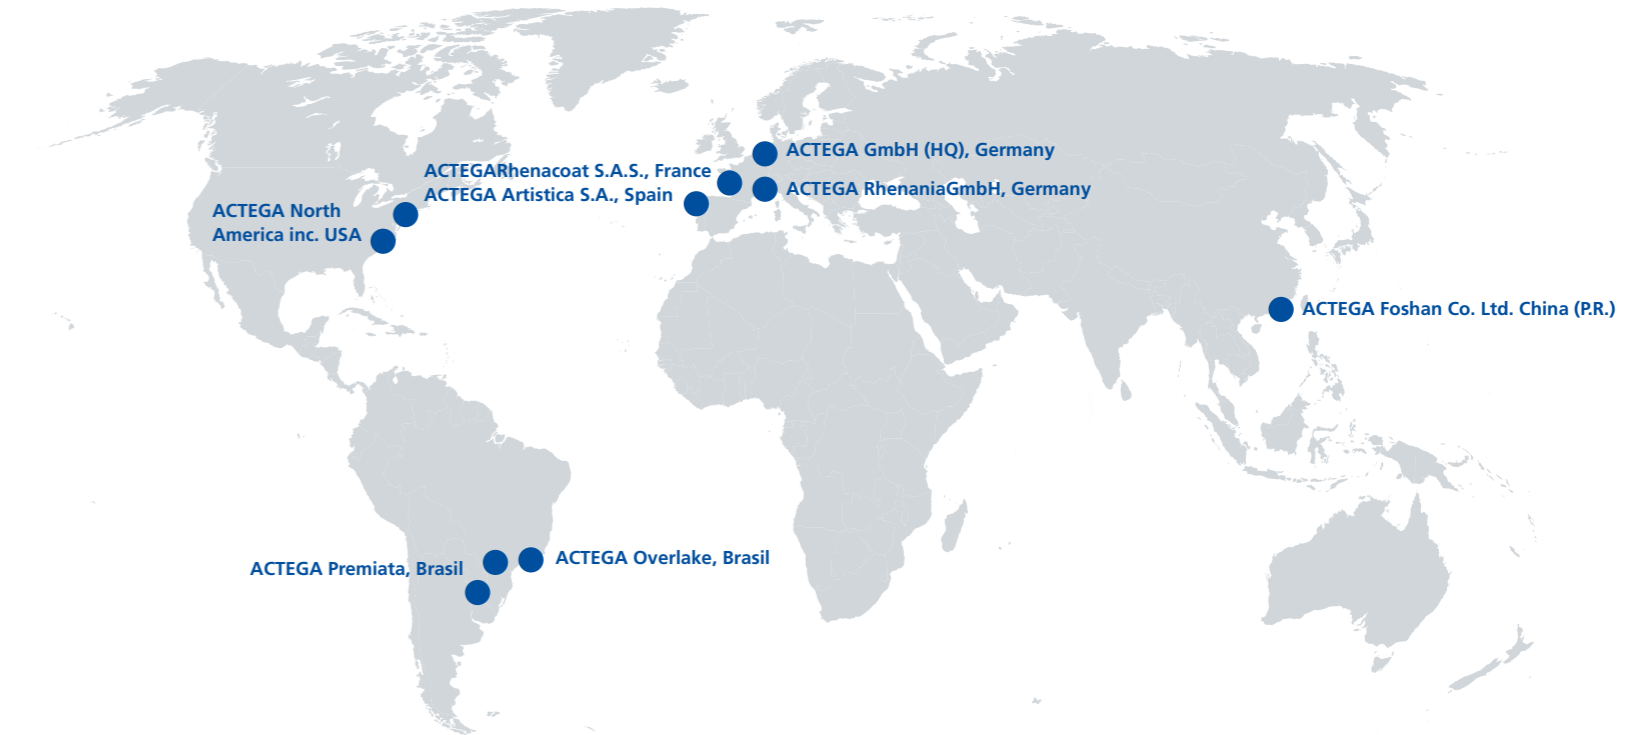 ACTEGA GmbH (HQ), Germany
ACTEGARhenacoat S.A.S., France
ACTEGA Artistica S.A., Spain
ACTEGA RhenaniaGmbH, Germany
ACTEGA North
America inc. USA
ACTEGA Foshan Co. Ltd. China (P.R.)
ACTEGA Premiata, Brasil
ACTEGA Overlake, Brasil